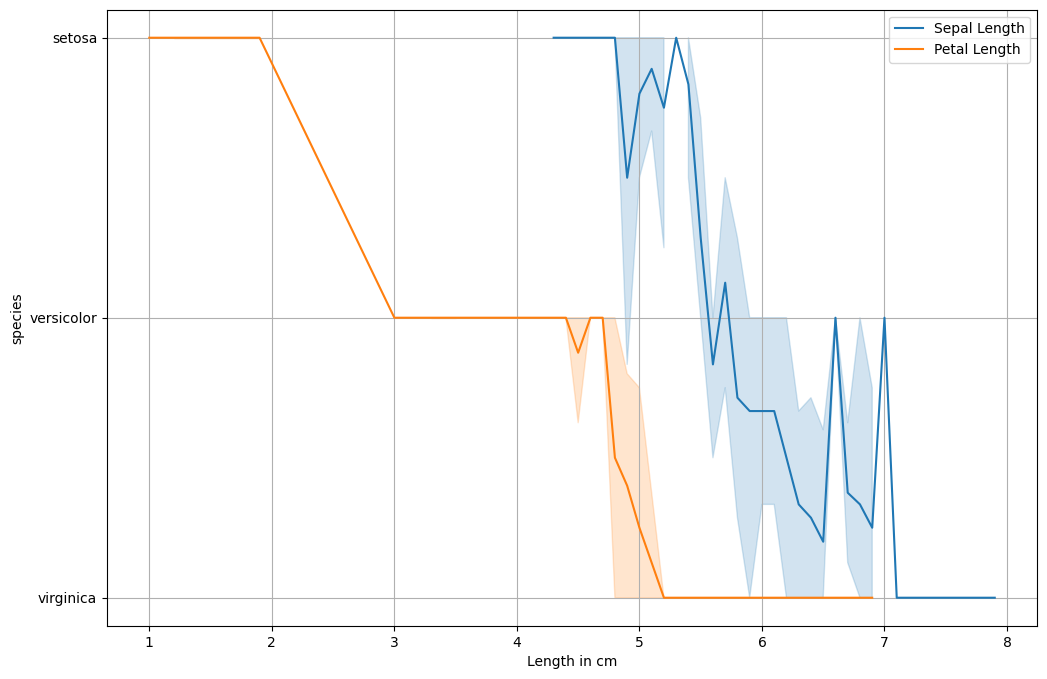 Sepal Length
Petal Length
setosa
versicolor
virginica
species
1 2 3 4 5 6 7 8
Length in cm